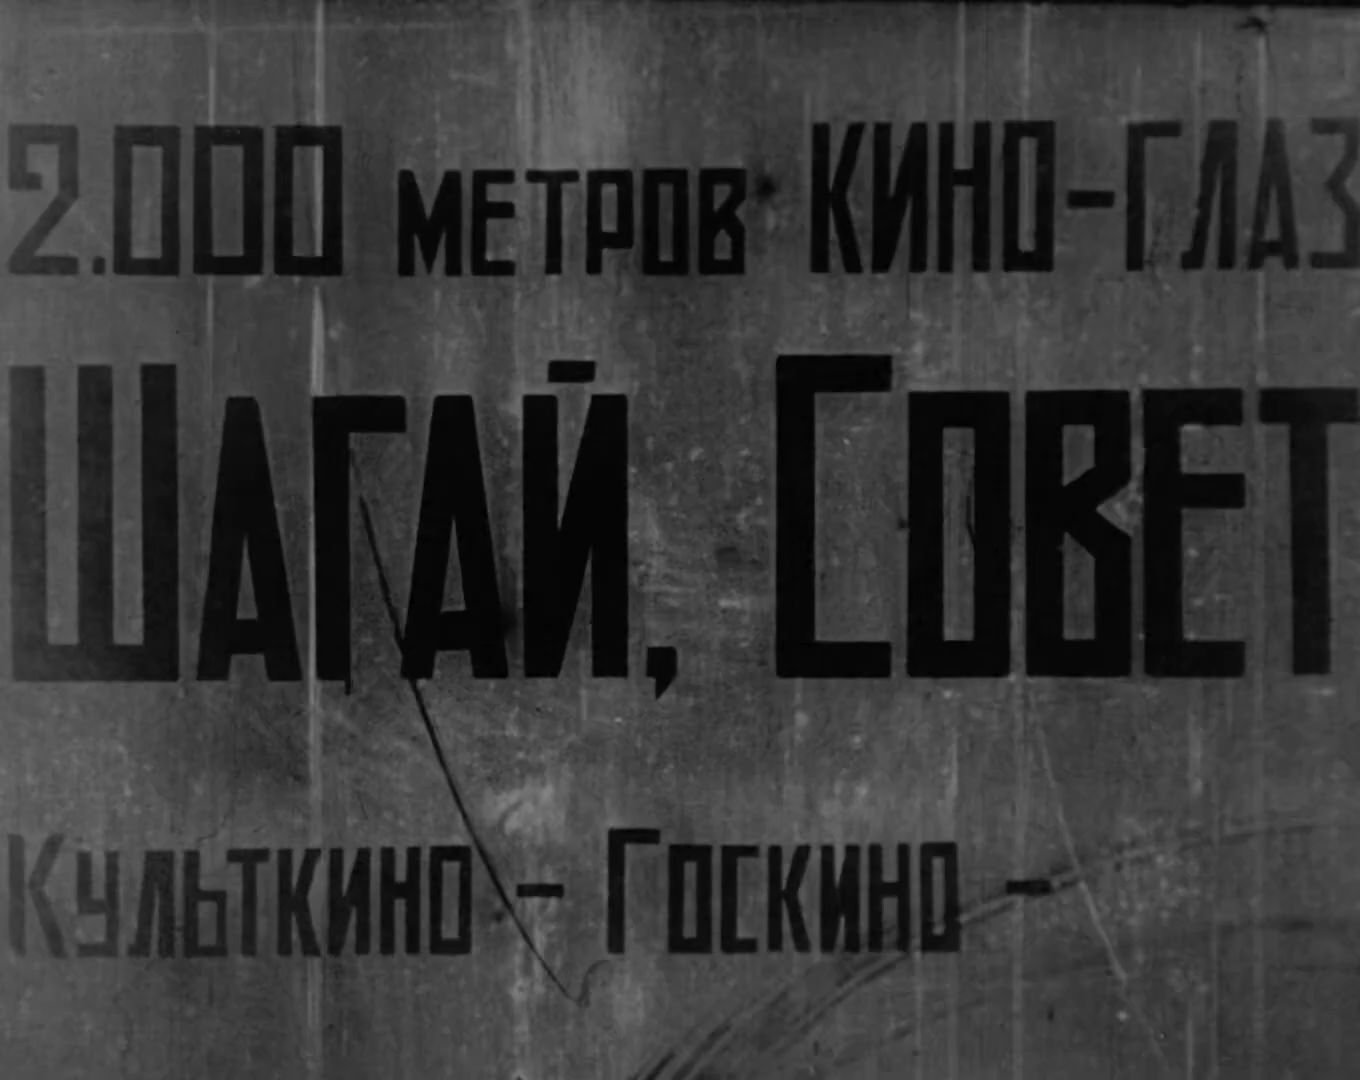 2.000 метров КИНО-ГЛАЗ
ШАГАЙ, СОВЕТ
Культкино - Госкино -